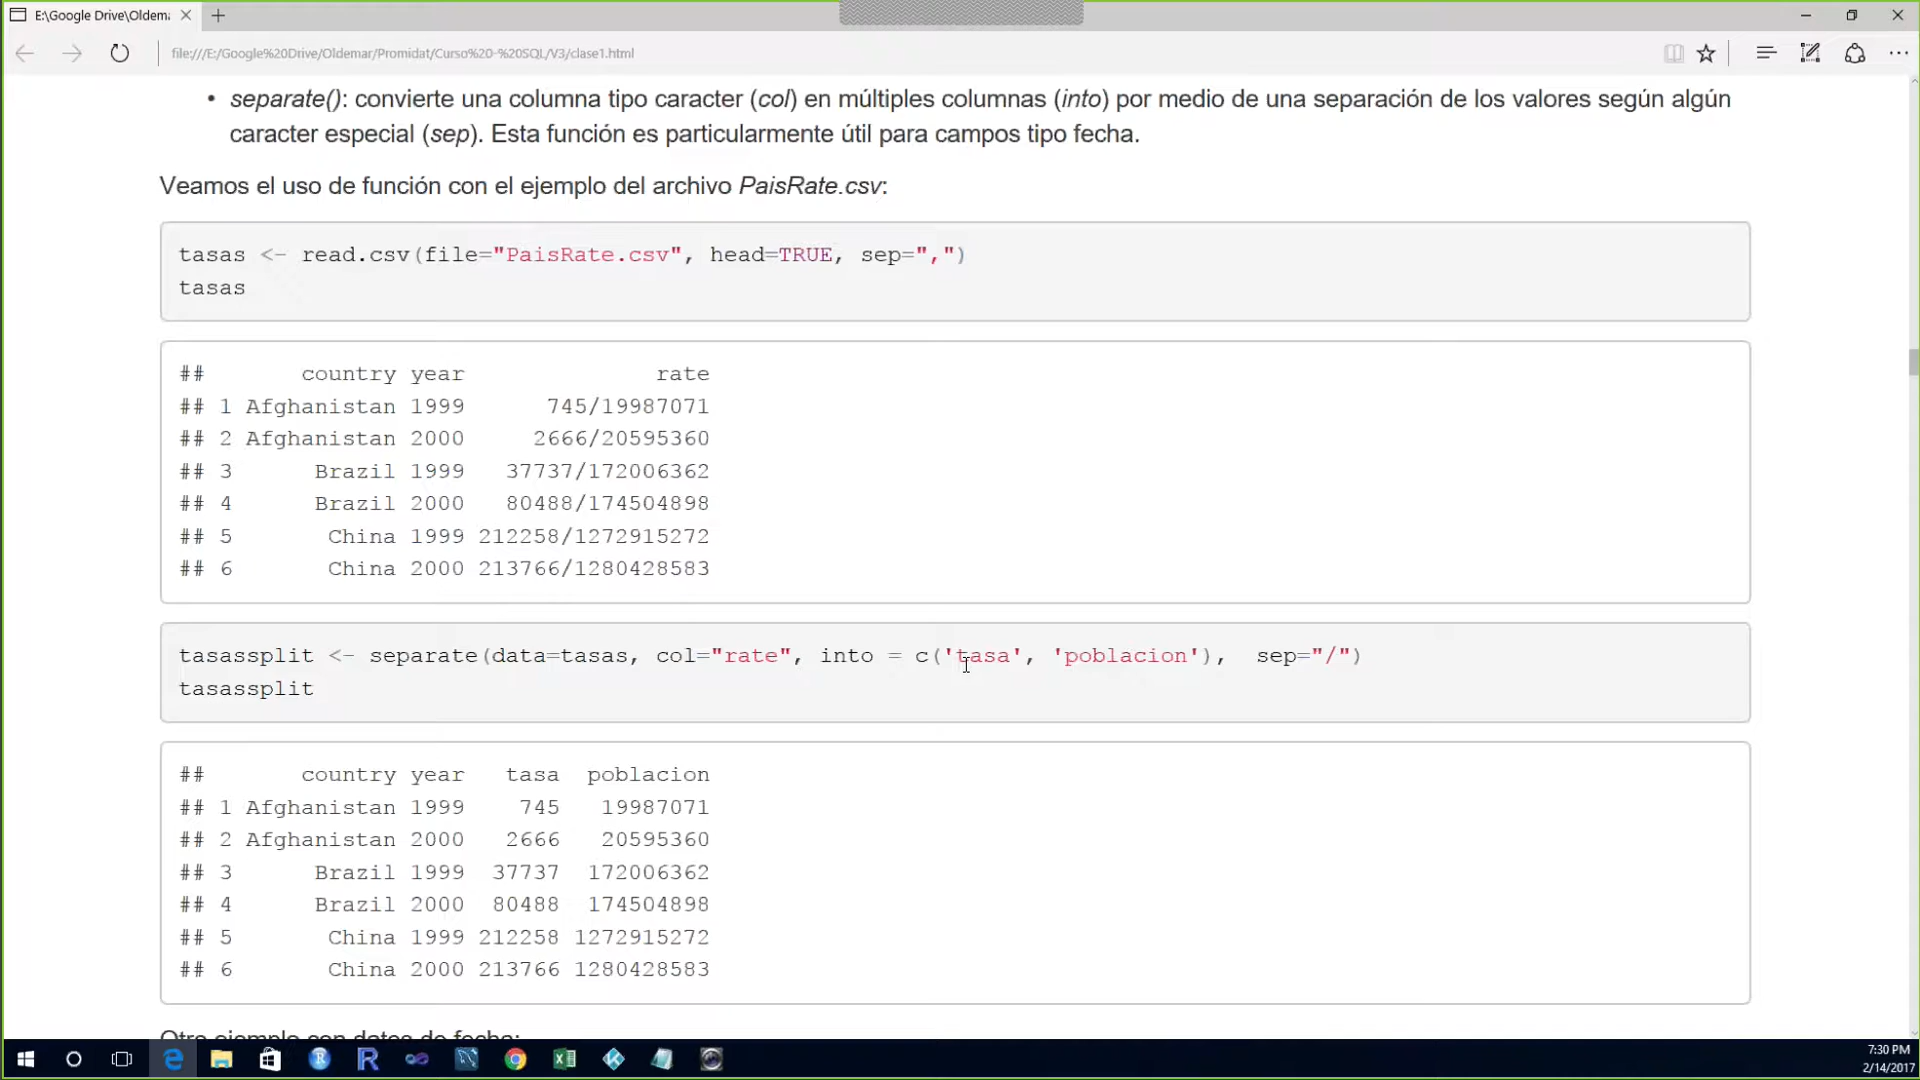 E:\Google Drive\Oldema
file:///E:/Google%20Drive/Oldemar/Promidat/Curso%20-%20SQL/V3/clase1.html
• separate(): convierte una columna tipo caracter (col) en múltiples columnas (into) por medio de una separación de los valores según algún
caracter especial (sep). Esta función es particularmente útil para campos tipo fecha.
Veamos el uso de función con el ejemplo del archivo PaisRate.csv:
tasas <- read.csv(file="PaisRate.csv", head=TRUE, sep=",")
tasas
##       country year              rate
## 1 Afghanistan 1999      745/19987071
## 2 Afghanistan 2000     2666/20595360
## 3      Brazil 1999   37737/172006362
## 4      Brazil 2000   80488/174504898
## 5       China 1999 212258/1272915272
## 6       China 2000 213766/1280428583
tasassplit <- separate(data=tasas, col="rate", into = c('tasa', 'poblacion'),  sep="/")
tasassplit
##       country year   tasa  poblacion
## 1 Afghanistan 1999    745   19987071
## 2 Afghanistan 2000   2666   20595360
## 3      Brazil 1999  37737  172006362
## 4      Brazil 2000  80488  174504898
## 5       China 1999 212258 1272915272
## 6       China 2000 213766 1280428583
Otro ejemplo con datos de fecha:
7:30 PM
2/14/2017